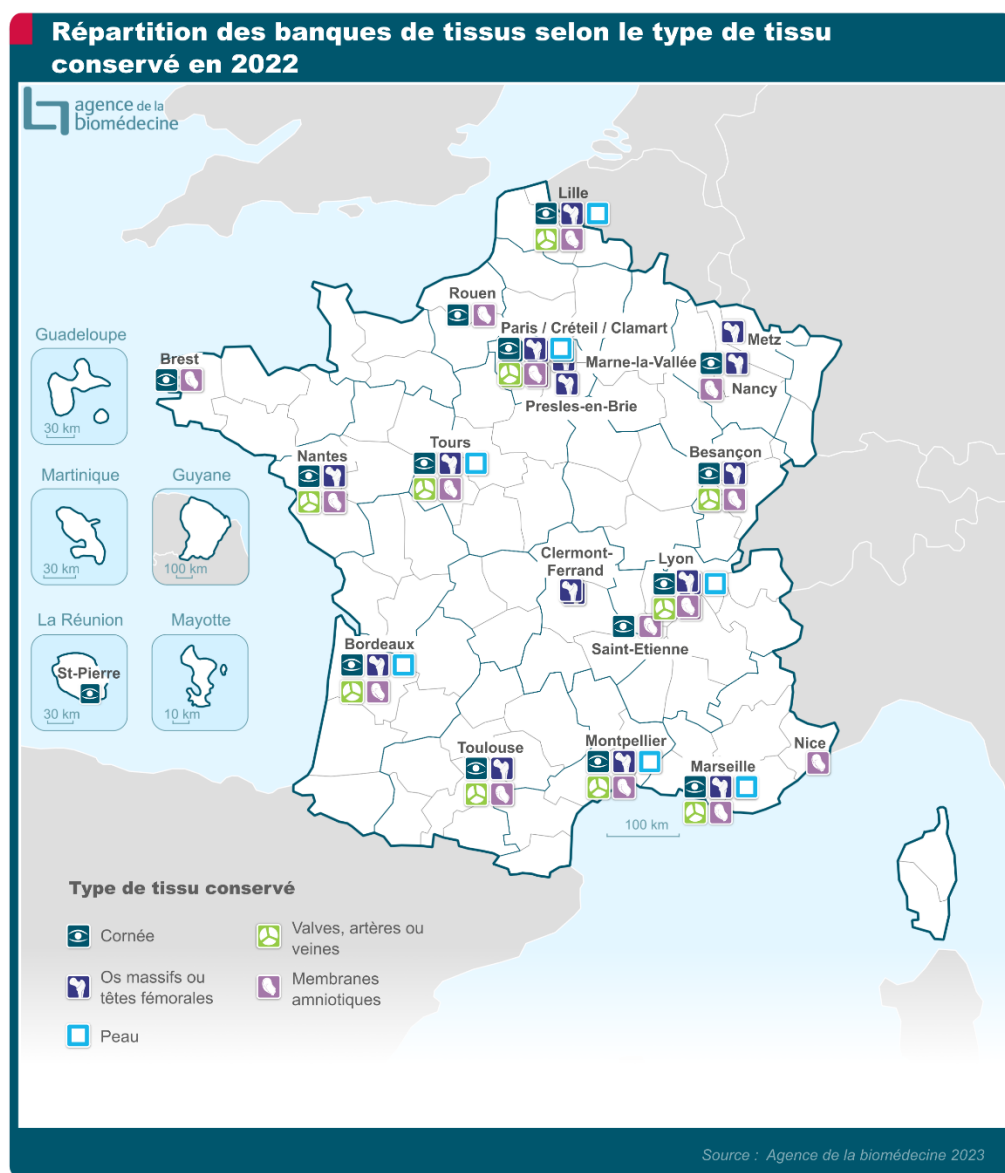 Répartition des banques de tissus selon le type de tissu
conservé en 2022
agence de la
biomédecine
Lille
Rouen
Paris / Créteil / Clamart
Metz
Marne-la-Vallée
Nancy
Presles-en-Brie
Guadeloupe
30 km
Brest
Nantes
Tours
Besançon
Martinique
30 km
Guyane
100 km
Clermont-
Ferrand
Lyon
Saint-Etienne
La Réunion
St-Pierre
30 km
Mayotte
10 km
Bordeaux
Toulouse
Montpellier
Marseille
Nice
100 km
Type de tissu conservé
Cornée
Valves, artères ou
veines
Os massifs ou
têtes fémorales
Membranes
amniotiques
Peau
Source : Agence de la biomédecine 2023